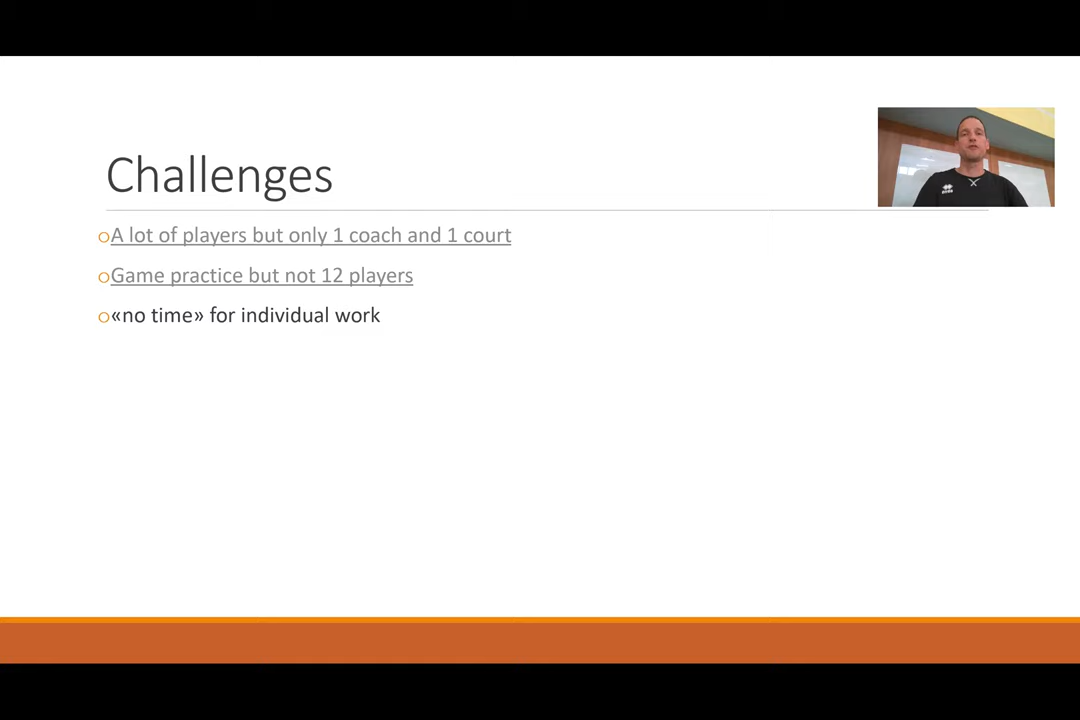 Challenges
A lot of players but only 1 coach and 1 court
Game practice but not 12 players
«no time» for individual work